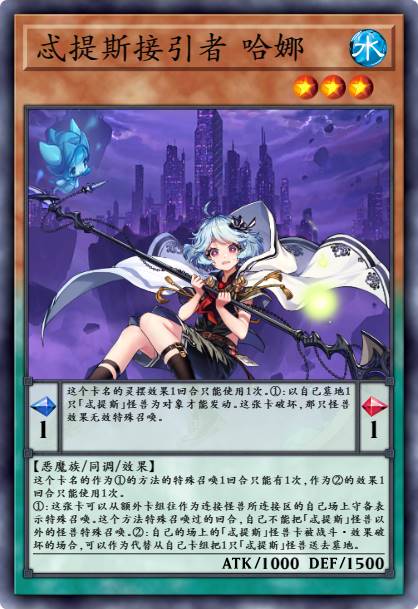 忒提斯接引者 哈娜
水
这个卡名的灵摆效果1回合只能使用1次。①:以自己墓地1
只「忒提斯」怪兽为对象才能发动。这张卡破坏,那只怪兽
效果无效特殊召唤。
1
1
【恶魔族/同调/效果】
这个卡名的作为①的方法的特殊召唤1回合只能有1次,作为②的效果1
回合只能使用1次。
①:这张卡可以从额外卡组往作为连接怪兽所连接区的自己场上守备表
示特殊召唤。这个方法特殊召唤过的回合,自己不能把「忒提斯」怪兽以
外的怪兽特殊召唤。②:自己的场上的「忒提斯」怪兽卡被战斗·效果破
坏的场合,可以作为代替从自己卡组把1只「忒提斯」怪兽送去墓地。
ATK/1000 DEF/1500